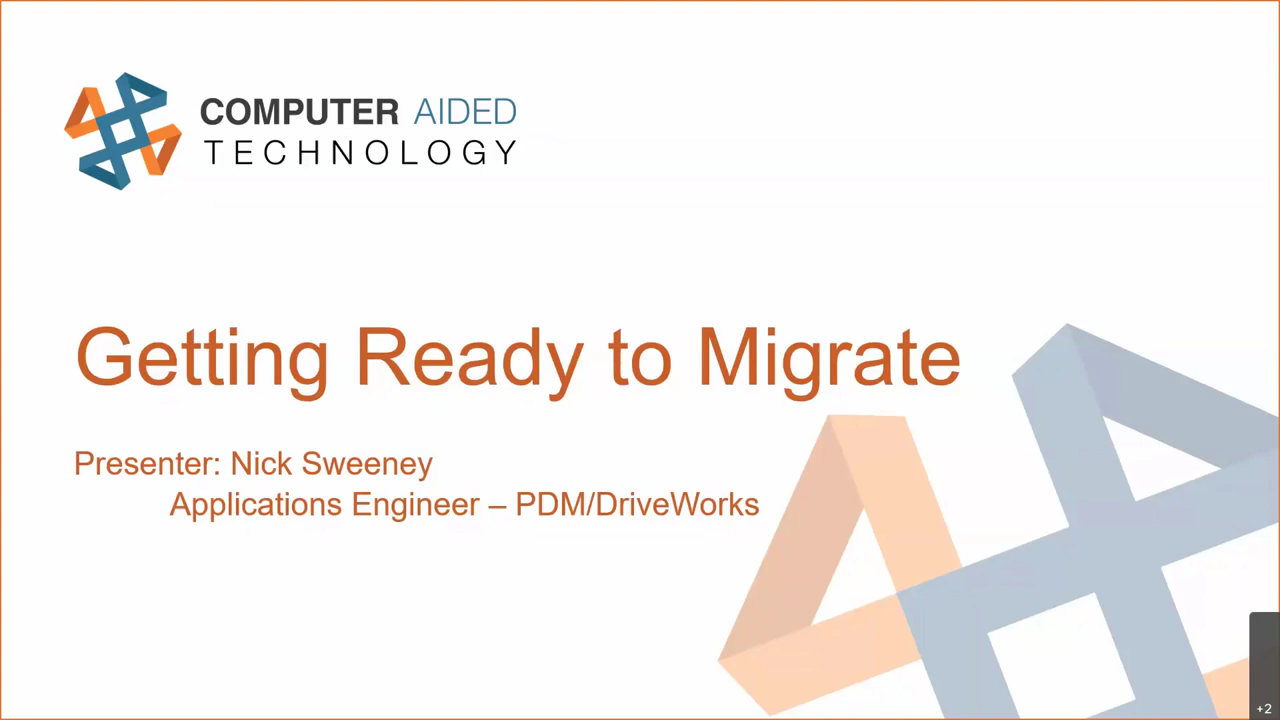 COMPUTER AIDED
TECHNOLOGY
Getting Ready to Migrate
Presenter: Nick Sweeney
Applications Engineer – PDM/DriveWorks
+2